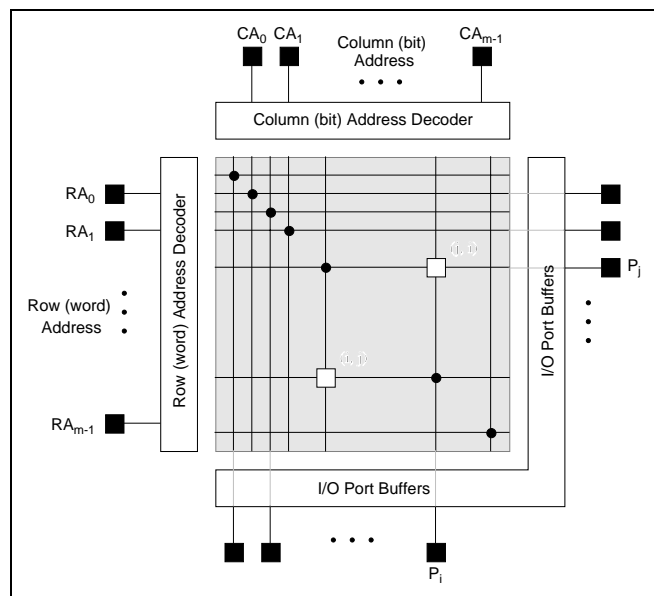 CA0 CA1 Column (bit) Address CAm-1
• • •
Column (bit) Address Decoder
RA0
RA1
Row (word) Address
RAm-1
Row (word) Address Decoder
(j, i)
(i, j)
I/O Port Buffers
Pj
I/O Port Buffers
• • •
Pi